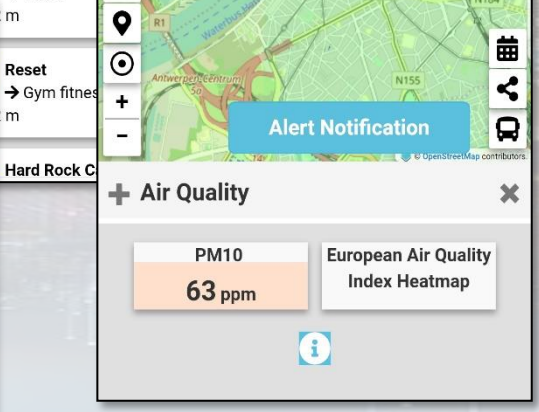 m
Reset
→ Gym fitnes
m
Hard Rock C
R1
Antwerpen-Centrum
N155
+
−
Alert Notification
© OpenStreetMap contributors.
Air Quality
PM10
63 ppm
European Air Quality
Index Heatmap
i